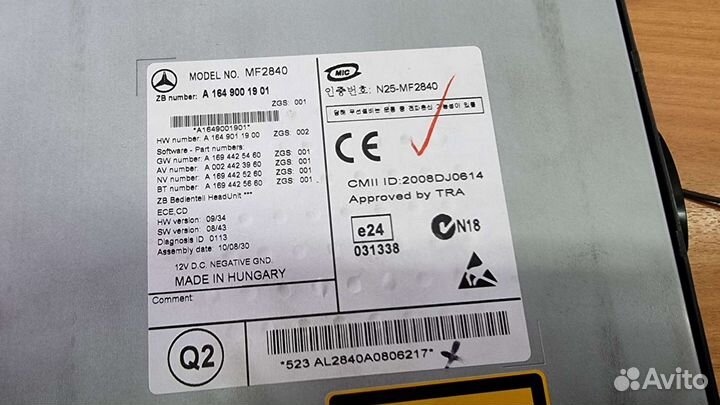 MODEL NO. MF2840
ZB number: A 164 900 19 01
ZGS: 001
*A1649001901*
HW number: A 164 901 19 00 ZGS: 002
Software - Part numbers:
GW number: A 169 442 54 60 ZGS: 001
AV number: A 002 442 39 60 ZGS: 001
NV number: A 169 442 52 60 ZGS: 001
BT number: A 169 442 56 60 ZGS: 001
ZB Bedienteil HeadUnit ***
ECE,CD
HW version: 09/34
SW version: 08/43
Diagnosis ID 0113
Assembly date: 10/08/30
12V D.C. NEGATIVE GND.
MADE IN HUNGARY
Comment:
MIC
인증번호: N25-MF2840
CE
CMII ID:2008DJ0614
Approved by TRA
e24
031338
N18
Q2
*523 AL2840A0806217*
Avito